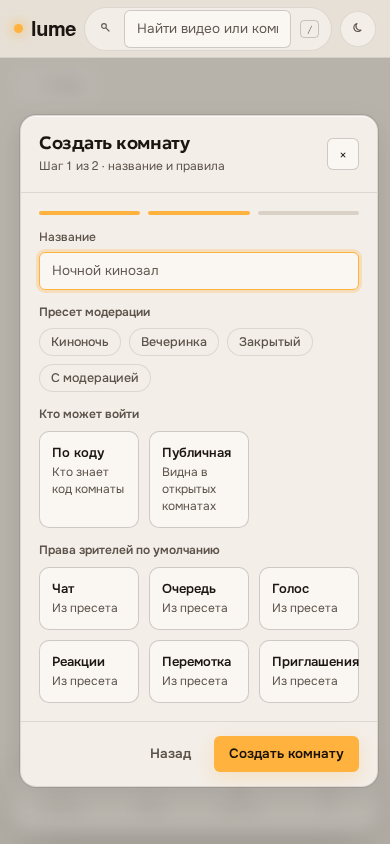 lume
Найти видео или комн
/
Создать комнату
Шаг 1 из 2 · название и правила
×
Название
Ночной кинозал
Пресет модерации
Киноночь
Вечеринка
Закрытый
С модерацией
Кто может войти
По коду
Кто знает
код комнаты
Публичная
Видна в
открытых
комнатах
Права зрителей по умолчанию
Чат
Из пресета
Очередь
Из пресета
Голос
Из пресета
Реакции
Из пресета
Перемотка
Из пресета
Приглашения
Из пресета
Назад
Создать комнату